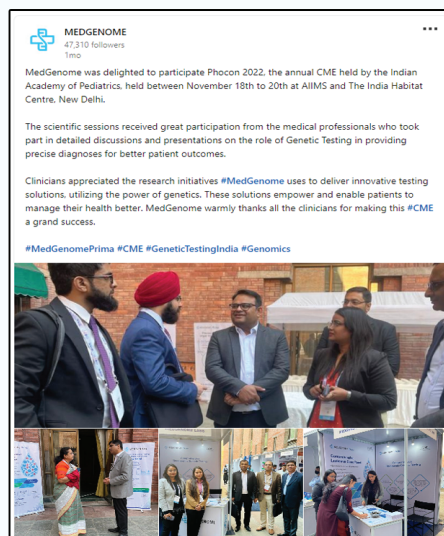 MEDGENOME
47,310 followers
1mo
MedGenome was delighted to participate Phocon 2022, the annual CME held by the Indian
Academy of Pediatrics, held between November 18th to 20th at AIIMS and The India Habitat
Centre, New Delhi.
The scientific sessions received great participation from the medical professionals who took
part in detailed discussions and presentations on the role of Genetic Testing in providing
precise diagnoses for better patient outcomes.
Clinicians appreciated the research initiatives #MedGenome uses to deliver innovative testing
solutions, utilizing the power of genetics. These solutions empower and enable patients to
manage their health better. MedGenome warmly thanks all the clinicians for making this #CME
a grand success.
#MedGenomePrima #CME #GeneticTestingIndia #Genomics